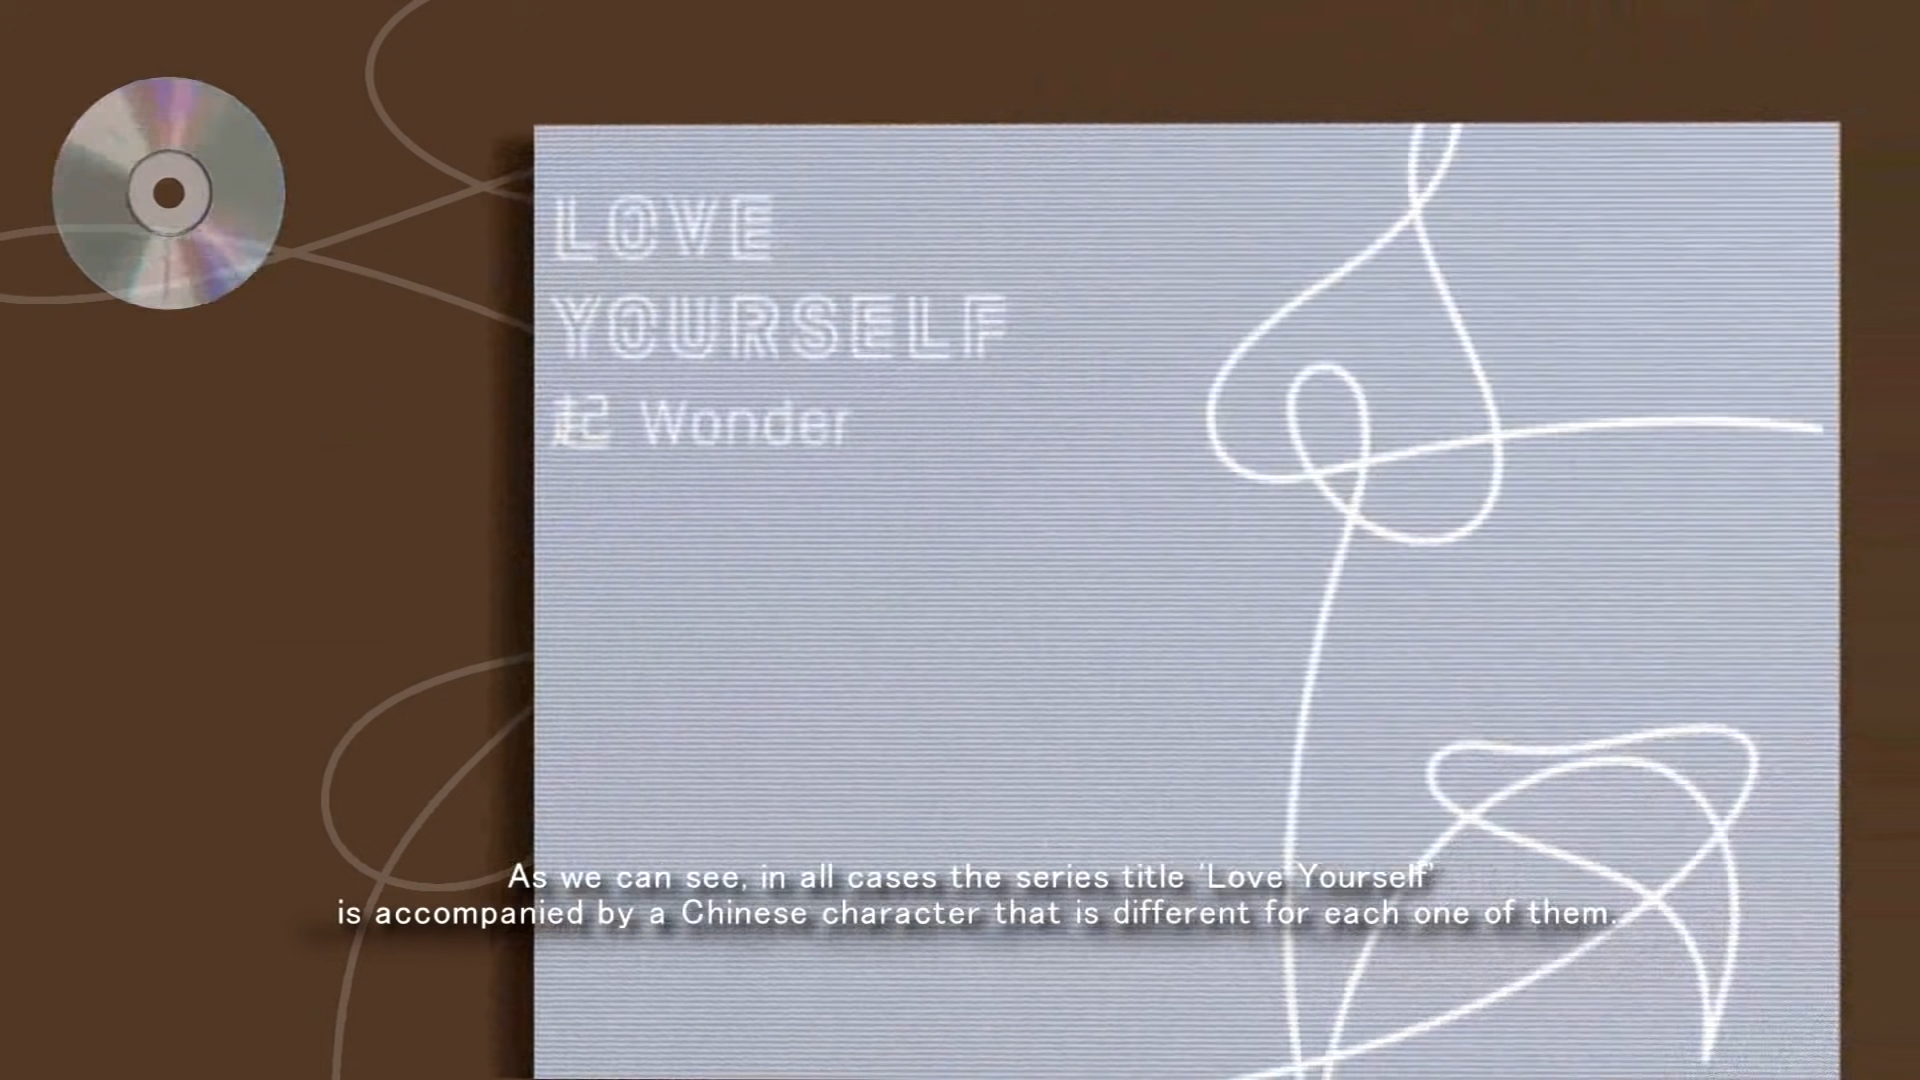 LOVE
YOURSELF
起 Wonder
As we can see, in all cases the series title 'Love Yourself'
is accompanied by a Chinese character that is different for each one of them.